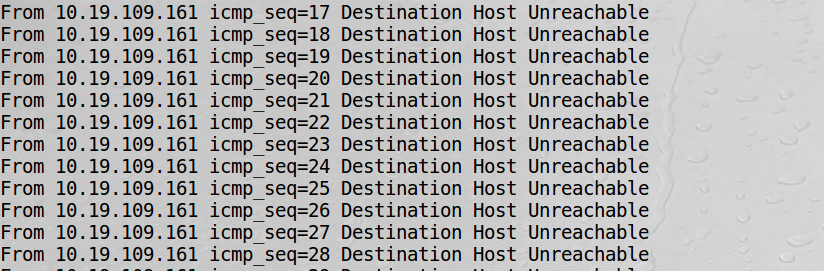 From 10.19.109.161 icmp_seq=17 Destination Host Unreachable
From 10.19.109.161 icmp_seq=18 Destination Host Unreachable
From 10.19.109.161 icmp_seq=19 Destination Host Unreachable
From 10.19.109.161 icmp_seq=20 Destination Host Unreachable
From 10.19.109.161 icmp_seq=21 Destination Host Unreachable
From 10.19.109.161 icmp_seq=22 Destination Host Unreachable
From 10.19.109.161 icmp_seq=23 Destination Host Unreachable
From 10.19.109.161 icmp_seq=24 Destination Host Unreachable
From 10.19.109.161 icmp_seq=25 Destination Host Unreachable
From 10.19.109.161 icmp_seq=26 Destination Host Unreachable
From 10.19.109.161 icmp_seq=27 Destination Host Unreachable
From 10.19.109.161 icmp_seq=28 Destination Host Unreachable